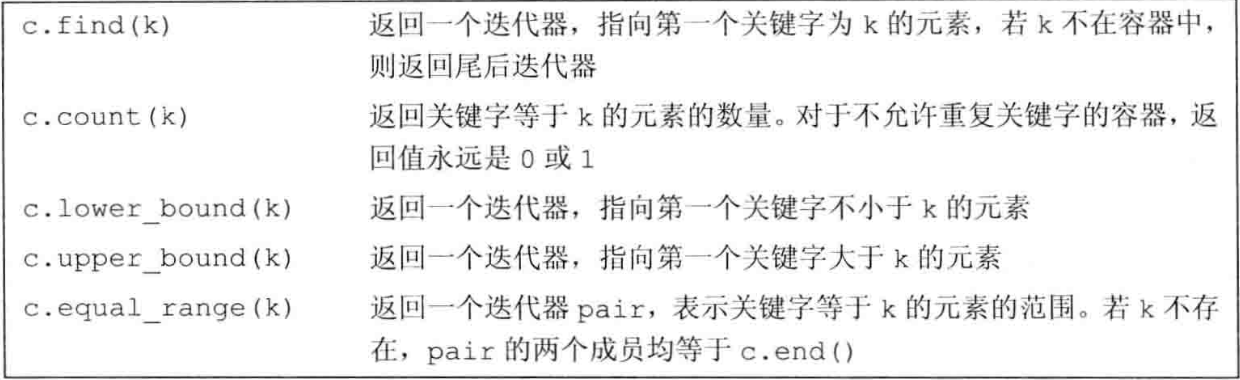 c.find(k) 返回一个迭代器，指向第一个关键字为 k 的元素，若 k 不在容器中，
则返回尾后迭代器
c.count(k) 返回关键字等于 k 的元素的数量。对于不允许重复关键字的容器，返
回值永远是 0 或 1
c.lower_bound(k) 返回一个迭代器，指向第一个关键字不小于 k 的元素
c.upper_bound(k) 返回一个迭代器，指向第一个关键字大于 k 的元素
c.equal_range(k) 返回一个迭代器 pair，表示关键字等于 k 的元素的范围。若 k 不存
在，pair 的两个成员均等于 c.end()